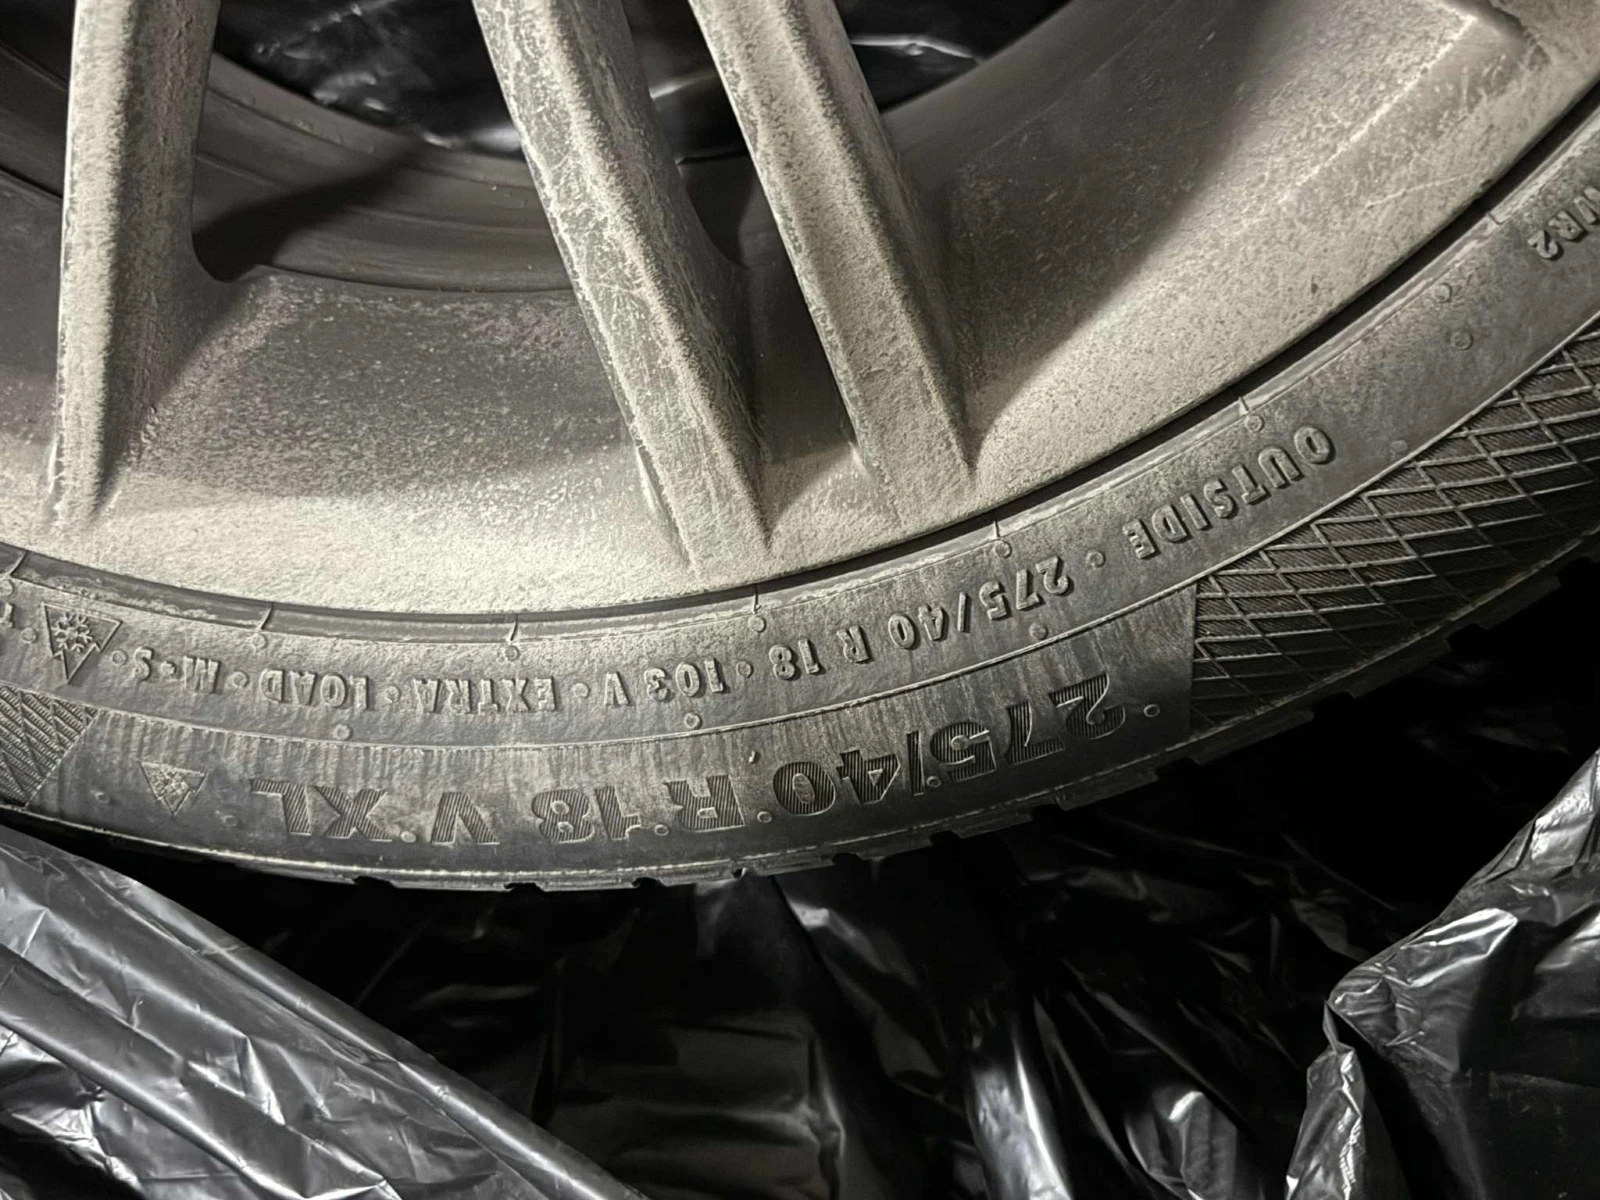 OUTSIDE • 275/40 R 18 • 103 V • EXTRA • LOAD • M•S •
275/40 R 18 V XL